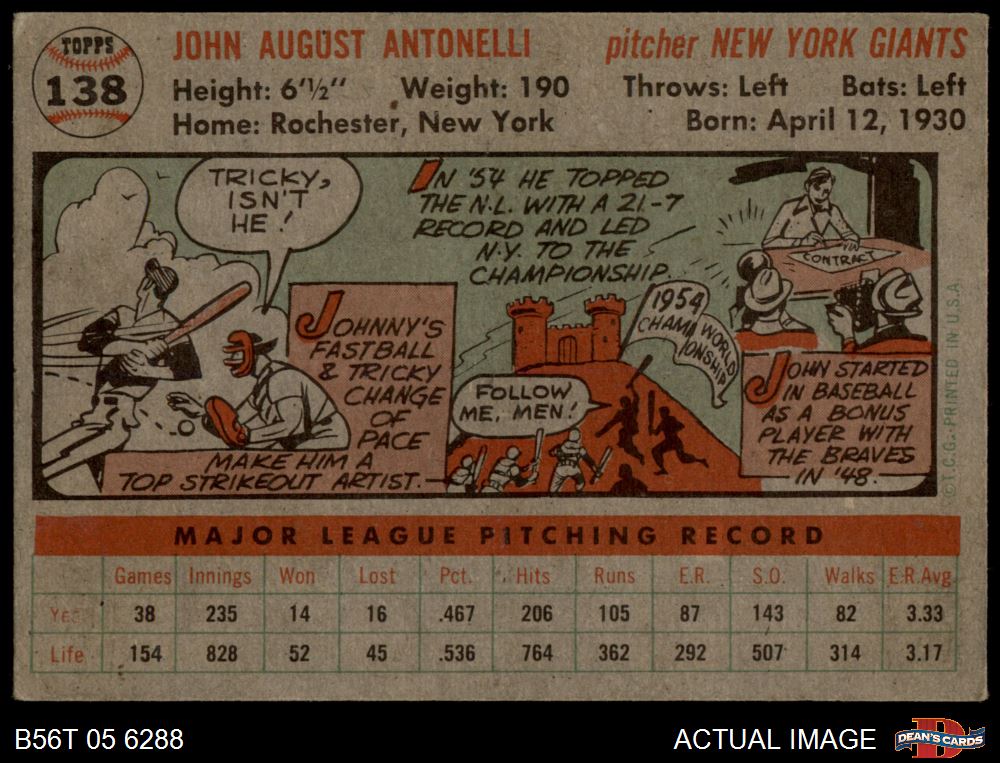 TOPPS
138
JOHN AUGUST ANTONELLI
pitcher NEW YORK GIANTS
Height: 6'½" Weight: 190 Throws: Left Bats: Left
Home: Rochester, New York Born: April 12, 1930
TRICKY,
ISN'T
HE!
JOHNNY'S
FASTBALL
& TRICKY
CHANGE
OF
PACE
MAKE HIM A
TOP STRIKEOUT ARTIST.
IN '54 HE TOPPED
THE N.L. WITH A 21-7
RECORD AND LED
N.Y. TO THE
CHAMPIONSHIP.
1954
WORLD
CHAMPIONSHIP
FOLLOW
ME, MEN!
CONTRACT
JOHN STARTED
IN BASEBALL
AS A BONUS
PLAYER WITH
THE BRAVES
IN '48.
© T.C.G. PRINTED IN U.S.A.
MAJOR LEAGUE PITCHING RECORD
Games Innings Won Lost Pct. Hits Runs E.R. S.O. Walks E.R.Avg
Year 38 235 14 16 .467 206 105 87 143 82 3.33
Life 154 828 52 45 .536 764 362 292 507 314 3.17
B56T 05 6288
ACTUAL IMAGE
DEAN'S CARDS